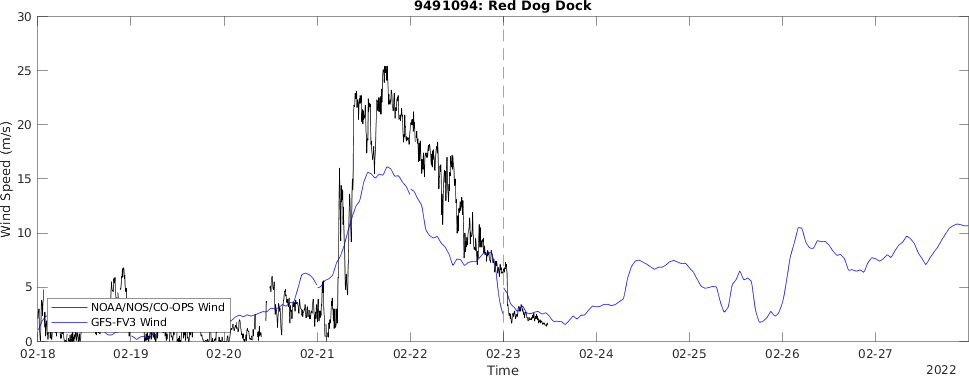 9491094: Red Dog Dock
30
25
20
15
10
5
0
Wind Speed (m/s)
NOAA/NOS/CO-OPS Wind
GFS-FV3 Wind
02-18 02-19 02-20 02-21 02-22 02-23 02-24 02-25 02-26 02-27
Time
2022